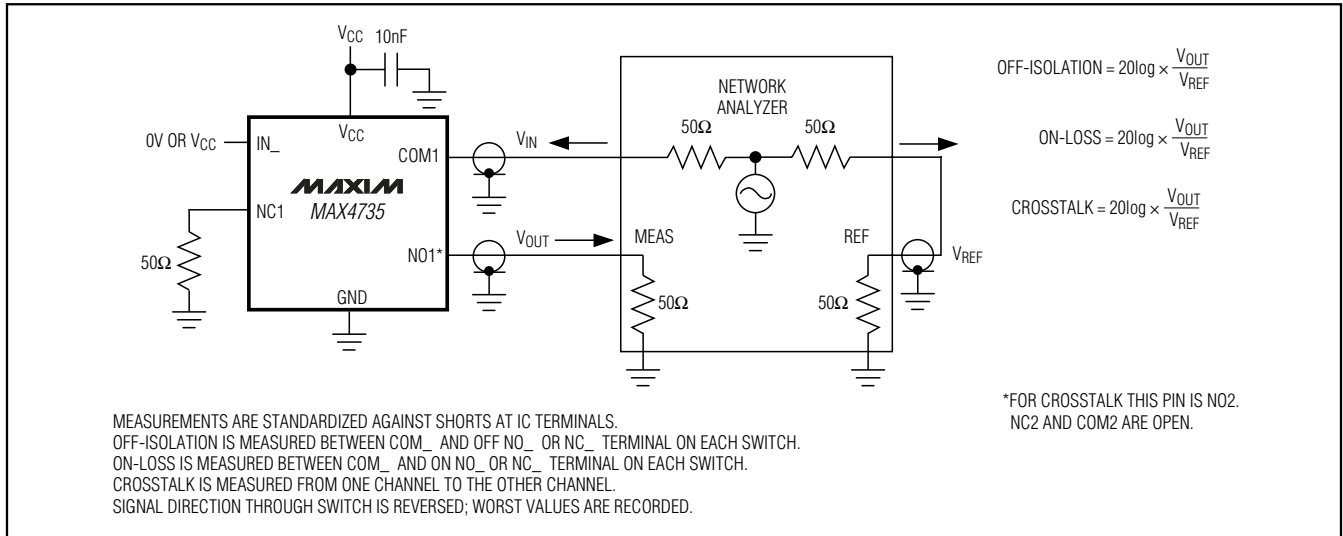 VCC 10nF
0V OR VCC
IN_
VCC
COM1
MAXIM
MAX4735
NC1
NO1*
50Ω
GND
VIN
VOUT
NETWORK
ANALYZER
50Ω
50Ω
MEAS
REF
50Ω
50Ω
VREF
OFF-ISOLATION = 20log × VOUT
VREF
ON-LOSS = 20log × VOUT
VREF
CROSSTALK = 20log × VOUT
VREF
MEASUREMENTS ARE STANDARDIZED AGAINST SHORTS AT IC TERMINALS.
OFF-ISOLATION IS MEASURED BETWEEN COM_ AND OFF NO_ OR NC_ TERMINAL ON EACH SWITCH.
ON-LOSS IS MEASURED BETWEEN COM_ AND ON NO_ OR NC_ TERMINAL ON EACH SWITCH.
CROSSTALK IS MEASURED FROM ONE CHANNEL TO THE OTHER CHANNEL.
SIGNAL DIRECTION THROUGH SWITCH IS REVERSED; WORST VALUES ARE RECORDED.
*FOR CROSSTALK THIS PIN IS NO2.
NC2 AND COM2 ARE OPEN.